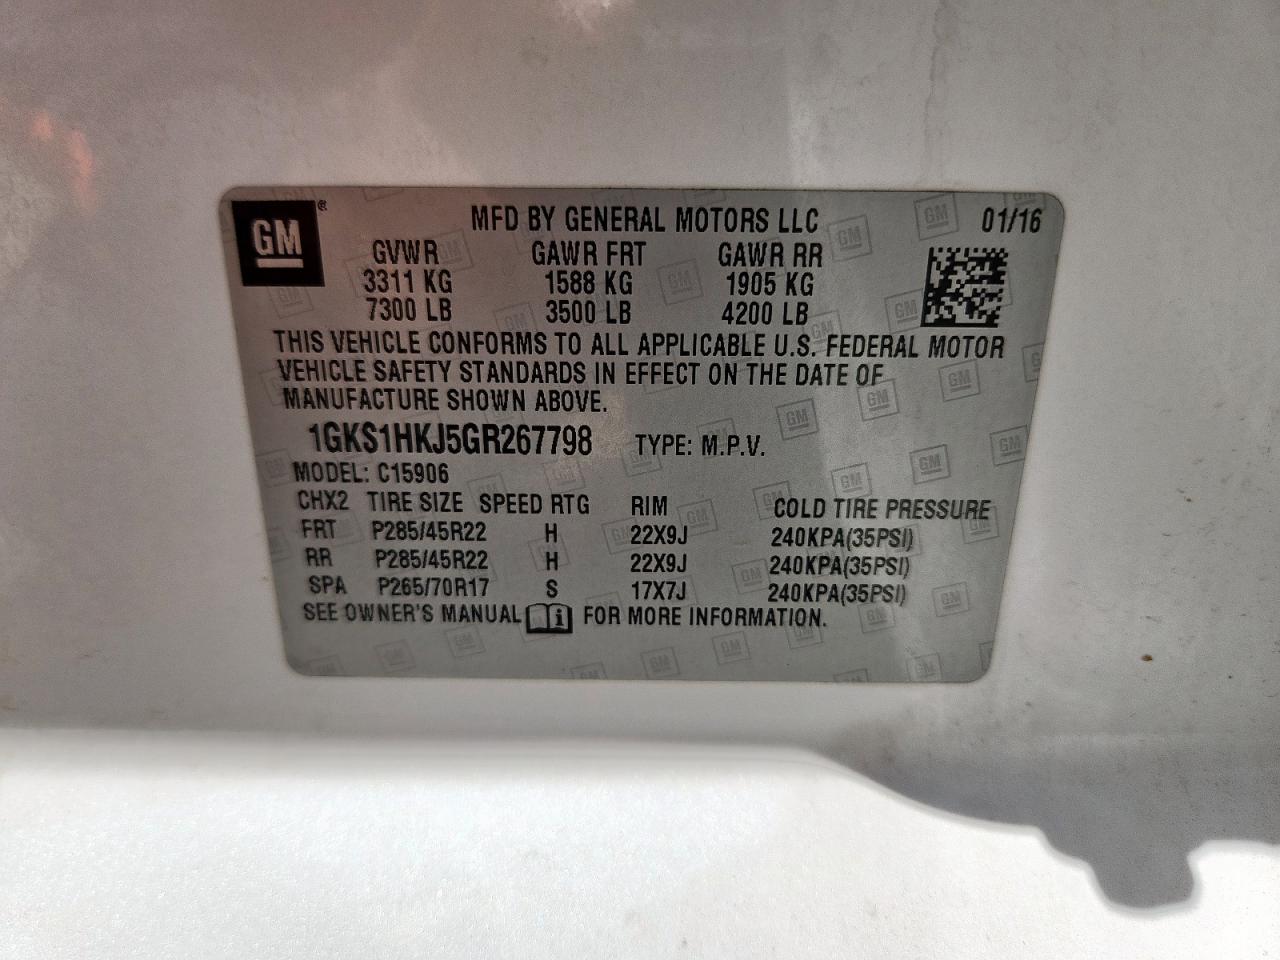 GM ® MFD BY GENERAL MOTORS LLC 01/16
GVWR GAWR FRT GAWR RR
3311 KG 1588 KG 1905 KG
7300 LB 3500 LB 4200 LB
THIS VEHICLE CONFORMS TO ALL APPLICABLE U.S. FEDERAL MOTOR
VEHICLE SAFETY STANDARDS IN EFFECT ON THE DATE OF
MANUFACTURE SHOWN ABOVE.
1GKS1HKJ5GR267798 TYPE: M.P.V.
MODEL: C15906
CHX2 TIRE SIZE SPEED RTG RIM COLD TIRE PRESSURE
FRT P285/45R22 H 22X9J 240KPA(35PSI)
RR P285/45R22 H 22X9J 240KPA(35PSI)
SPA P265/70R17 S 17X7J 240KPA(35PSI)
SEE OWNER'S MANUAL i FOR MORE INFORMATION.